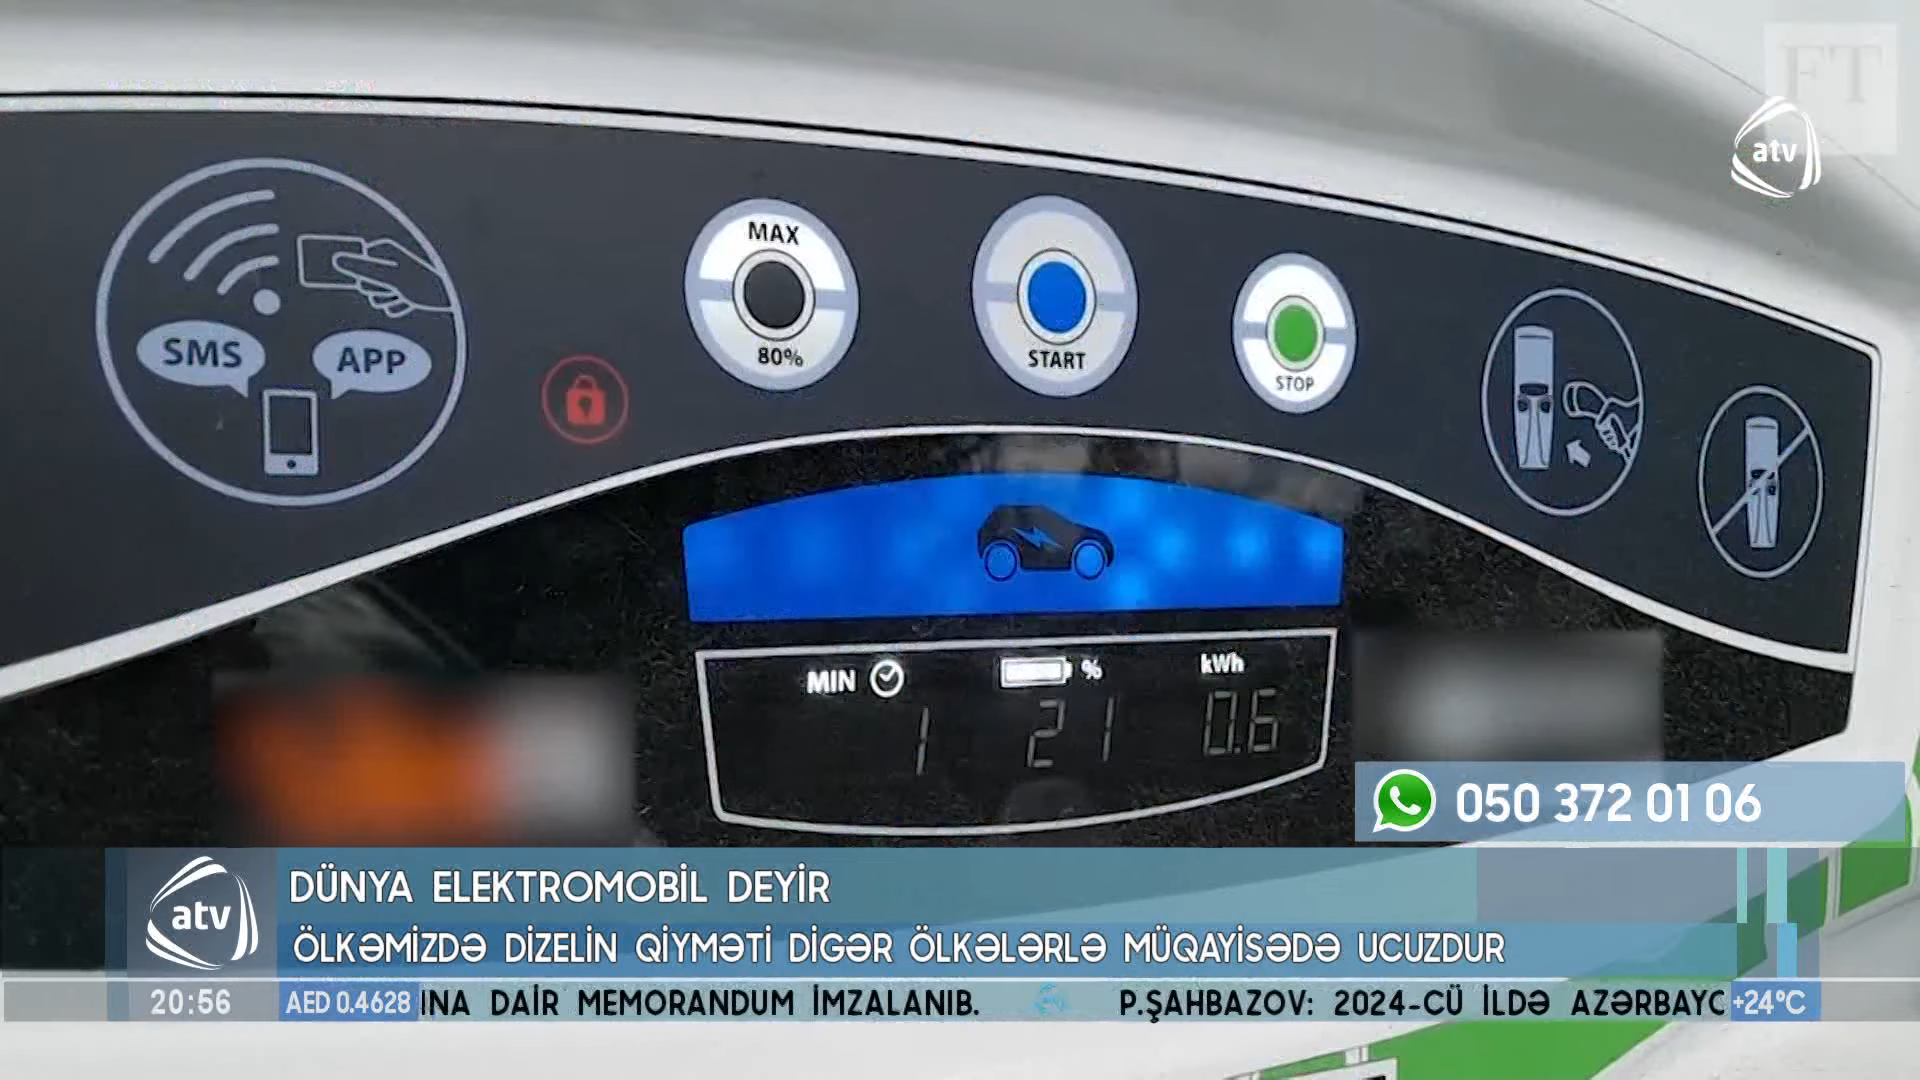 FT
atv
MAX
80%
START
STOP
SMS
APP
MIN
%
kWh
1
21
0.6
050 372 01 06
atv
DÜNYA ELEKTROMOBİL DEYİR
ÖLKƏMİZDƏ DİZELİN QİYMƏTİ DİGƏR ÖLKƏLƏRLƏ MÜQAYİSƏDƏ UCUZDUR
20:56 AED 0.4628 INA DAİR MEMORANDUM İMZALANIB. P.ŞAHBAZOV: 2024-CÜ İLDƏ AZƏRBAYC +24°C